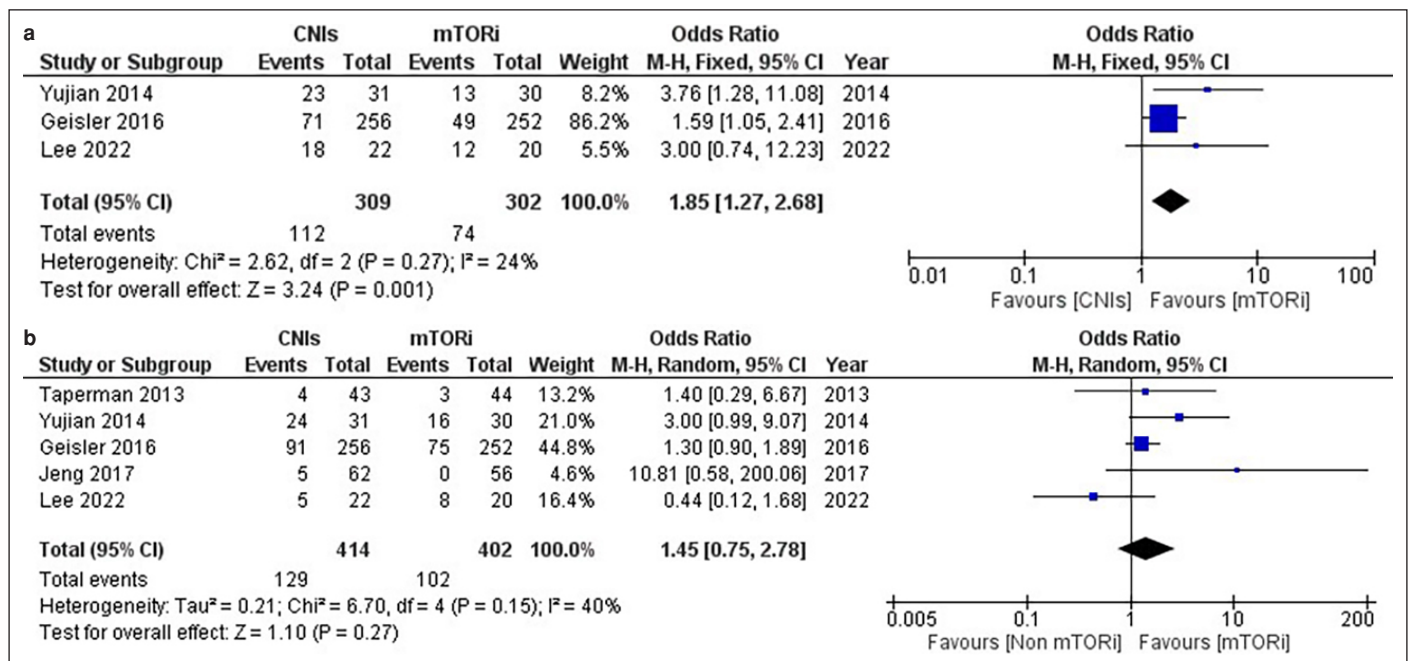 a
CNIs mTORi Odds Ratio Odds Ratio
Study or Subgroup Events Total Events Total Weight M-H, Fixed, 95% CI Year M-H, Fixed, 95% CI
Yujian 2014 23 31 13 30 8.2% 3.76 [1.28, 11.08] 2014
Geisler 2016 71 256 49 252 86.2% 1.59 [1.05, 2.41] 2016
Lee 2022 18 22 12 20 5.5% 3.00 [0.74, 12.23] 2022
Total (95% CI) 309 302 100.0% 1.85 [1.27, 2.68]
Total events 112 74
Heterogeneity: Chi² = 2.62, df = 2 (P = 0.27); I² = 24%
Test for overall effect: Z = 3.24 (P = 0.001)
0.01 0.1 1 10 100
Favours [CNIs] Favours [mTORi]
b
CNIs mTORi Odds Ratio Odds Ratio
Study or Subgroup Events Total Events Total Weight M-H, Random, 95% CI Year M-H, Random, 95% CI
Taperman 2013 4 43 3 44 13.2% 1.40 [0.29, 6.67] 2013
Yujian 2014 24 31 16 30 21.0% 3.00 [0.99, 9.07] 2014
Geisler 2016 91 256 75 252 44.8% 1.30 [0.90, 1.89] 2016
Jeng 2017 5 62 0 56 4.6% 10.81 [0.58, 200.06] 2017
Lee 2022 5 22 8 20 16.4% 0.44 [0.12, 1.68] 2022
Total (95% CI) 414 402 100.0% 1.45 [0.75, 2.78]
Total events 129 102
Heterogeneity: Tau² = 0.21; Chi² = 6.70, df = 4 (P = 0.15); I² = 40%
Test for overall effect: Z = 1.10 (P = 0.27)
0.005 0.1 1 10 200
Favours [Non mTORi] Favours [mTORi]